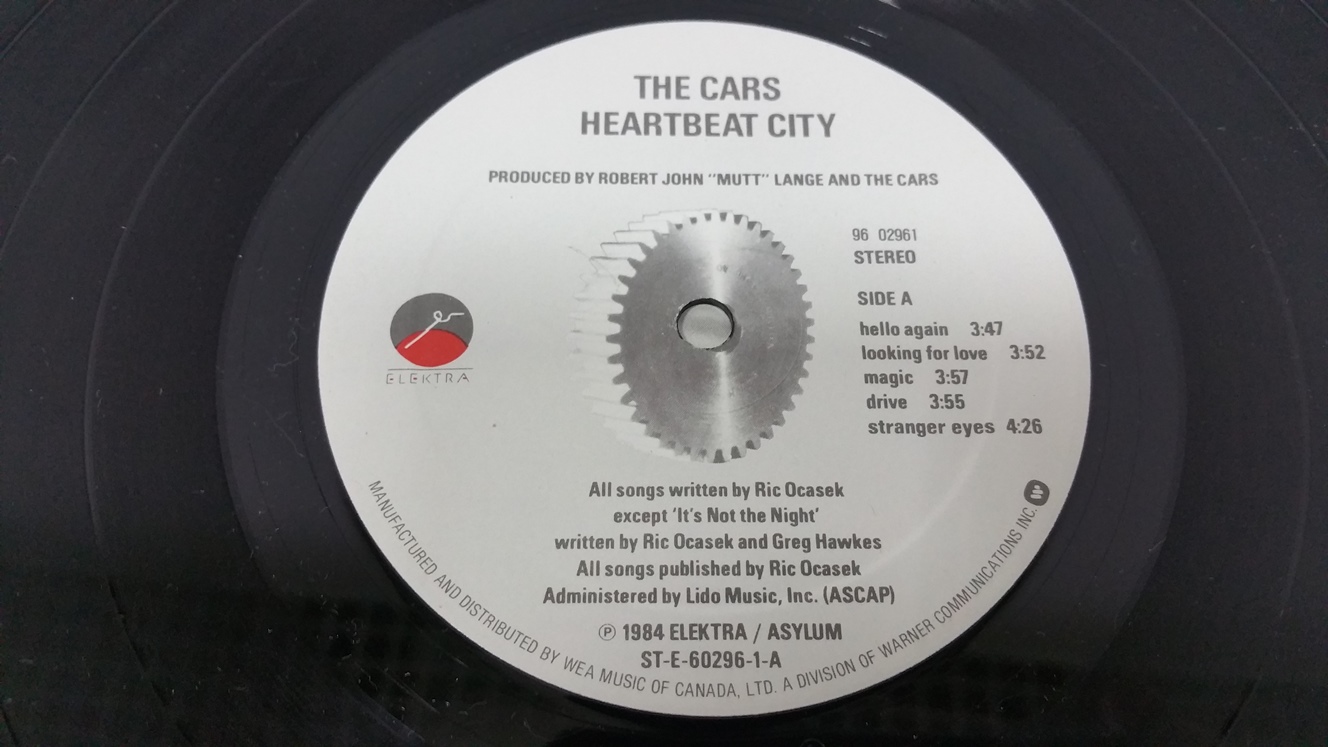 THE CARS
HEARTBEAT CITY
PRODUCED BY ROBERT JOHN "MUTT" LANGE AND THE CARS
96 02961
STEREO
SIDE A
hello again 3:47
looking for love 3:52
magic 3:57
drive 3:55
stranger eyes 4:26
ELEKTRA
All songs written by Ric Ocasek
except 'It's Not the Night'
written by Ric Ocasek and Greg Hawkes
All songs published by Ric Ocasek
Administered by Lido Music, Inc. (ASCAP)
℗ 1984 ELEKTRA / ASYLUM
ST-E-60296-1-A
MANUFACTURED AND DISTRIBUTED BY WEA MUSIC OF CANADA, LTD. A DIVISION OF WARNER COMMUNICATIONS INC.